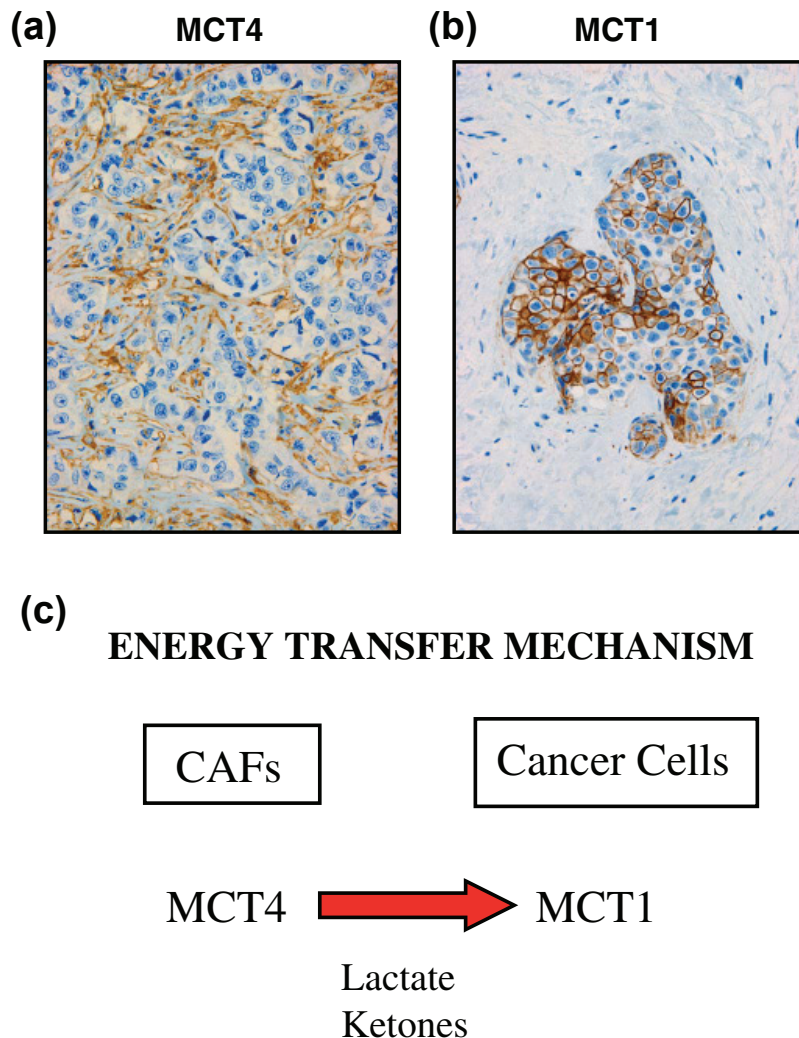 (a) MCT4
(b) MCT1
(c)
ENERGY TRANSFER MECHANISM
CAFs
Cancer Cells
MCT4
MCT1
Lactate
Ketones